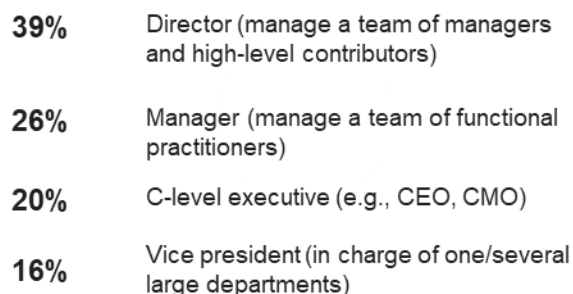 39% Director (manage a team of managers
and high-level contributors)
26% Manager (manage a team of functional
practitioners)
20% C-level executive (e.g., CEO, CMO)
16% Vice president (in charge of one/several
large departments)